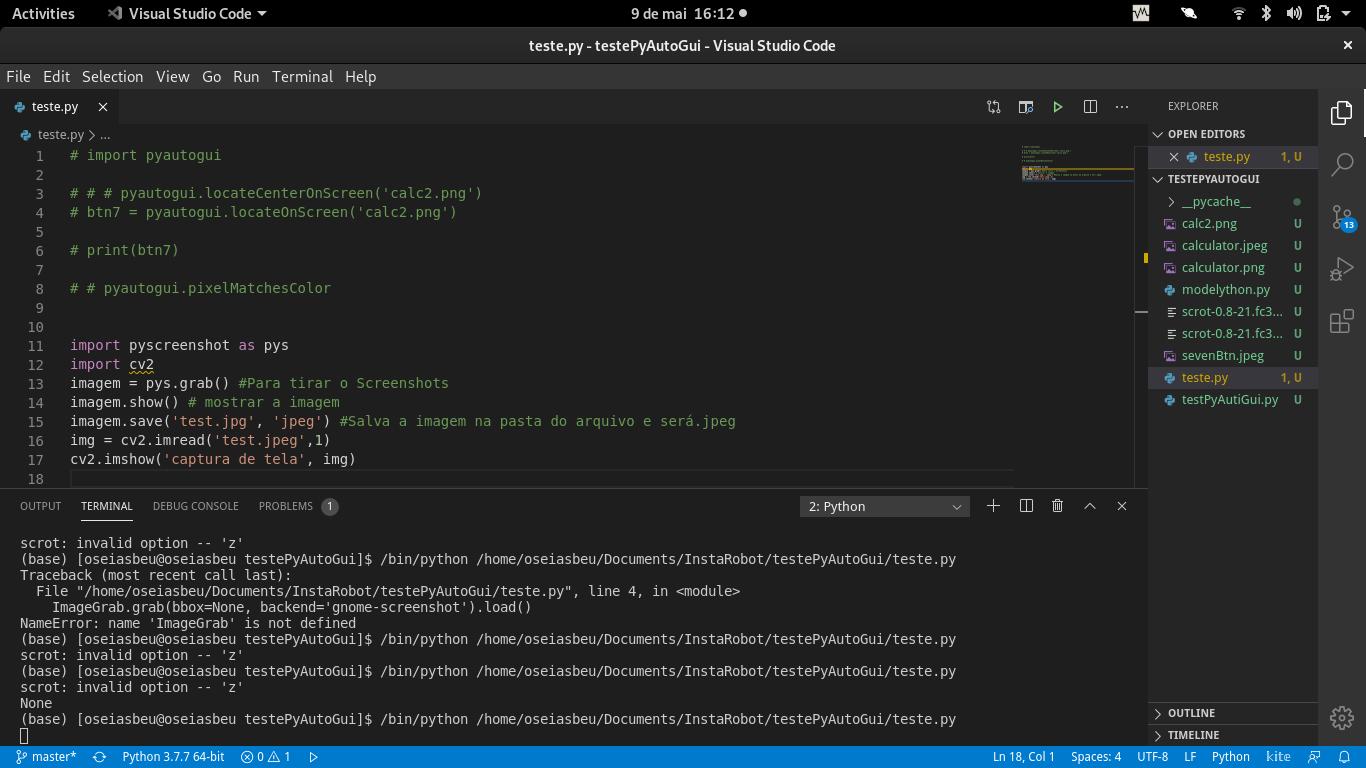 Activities
Visual Studio Code
9 de mai 16:12
teste.py - testePyAutoGui - Visual Studio Code
File Edit Selection View Go Run Terminal Help
teste.py
teste.py > ...
1 # import pyautogui
2
3 # # # pyautogui.locateCenterOnScreen('calc2.png')
4 # btn7 = pyautogui.locateOnScreen('calc2.png')
5
6 # print(btn7)
7
8 # # pyautogui.pixelMatchesColor
9
10
11 import pyscreenshot as pys
12 import cv2
13 imagem = pys.grab() #Para tirar o Screenshots
14 imagem.show() # mostrar a imagem
15 imagem.save('test.jpg', 'jpeg') #Salva a imagem na pasta do arquivo e será.jpeg
16 img = cv2.imread('test.jpeg',1)
17 cv2.imshow('captura de tela', img)
18
EXPLORER
OPEN EDITORS
teste.py 1, U
TESTEPYAUTOGUI
__pycache__
calc2.png U
calculator.jpeg U
calculator.png U
modelython.py U
scrot-0.8-21.fc3... U
scrot-0.8-21.fc3... U
sevenBtn.jpeg U
teste.py 1, U
testPyAutiGui.py U
13
OUTPUT TERMINAL DEBUG CONSOLE PROBLEMS 1
2: Python
scrot: invalid option -- 'z'
(base) [oseiasbeu@oseiasbeu testePyAutoGui]$ /bin/python /home/oseiasbeu/Documents/InstaRobot/testePyAutoGui/teste.py
Traceback (most recent call last):
File "/home/oseiasbeu/Documents/InstaRobot/testePyAutoGui/teste.py", line 4, in <module>
ImageGrab.grab(bbox=None, backend='gnome-screenshot').load()
NameError: name 'ImageGrab' is not defined
(base) [oseiasbeu@oseiasbeu testePyAutoGui]$ /bin/python /home/oseiasbeu/Documents/InstaRobot/testePyAutoGui/teste.py
scrot: invalid option -- 'z'
(base) [oseiasbeu@oseiasbeu testePyAutoGui]$ /bin/python /home/oseiasbeu/Documents/InstaRobot/testePyAutoGui/teste.py
scrot: invalid option -- 'z'
None
(base) [oseiasbeu@oseiasbeu testePyAutoGui]$ /bin/python /home/oseiasbeu/Documents/InstaRobot/testePyAutoGui/teste.py
OUTLINE
TIMELINE
master* Python 3.7.7 64-bit 0 1 Ln 18, Col 1 Spaces: 4 UTF-8 LF Python kite